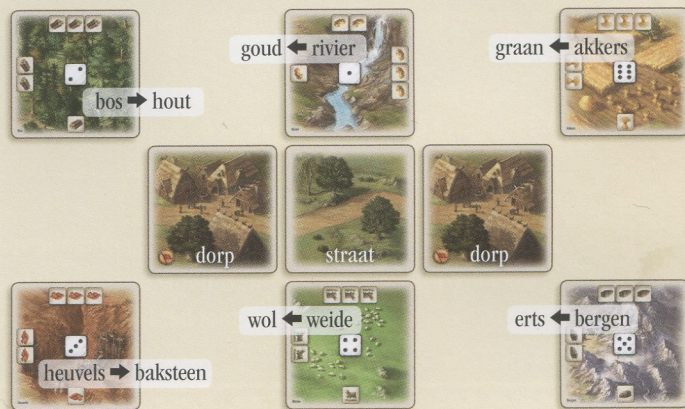 goud ← rivier
graan ← akkers
bos → hout
dorp
straat
dorp
wol ← weide
erts ← bergen
heuvels → baksteen